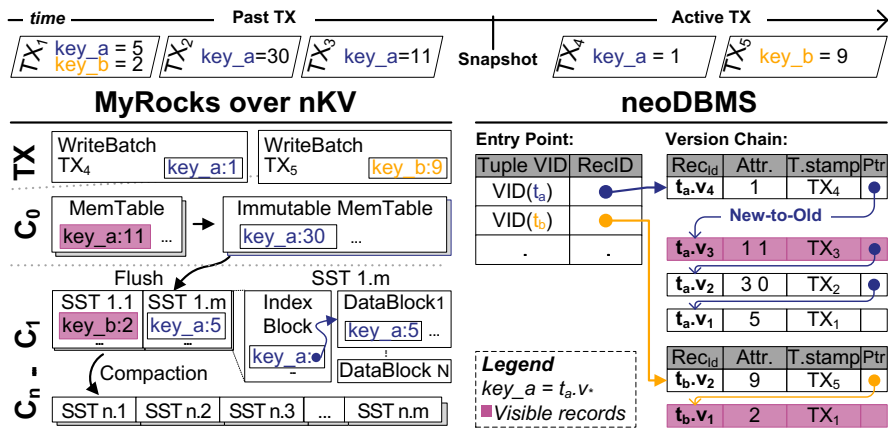 time Past TX Active TX
TX1 key_a = 5
key_b = 2
TX2 key_a=30
TX3 key_a=11
Snapshot
TX4 key_a = 1
TX5 key_b = 9
MyRocks over nKV
TX
WriteBatch
TX4 key_a:1
WriteBatch
TX5 key_b:9
C0
MemTable
key_a:11 ...
Immutable MemTable
key_a:30 ...
Flush
SST 1.m
Cn - C1
SST 1.1
key_b:2
...
SST 1.m
key_a:5
...
Index
Block
key_a:
...
DataBlock1
key_a:5 ...
DataBlock N
Compaction
SST n.1 SST n.2 SST n.3 ... SST n.m
neoDBMS
Entry Point:
Tuple VID RecID
VID(ta)
VID(tb)
. .
Version Chain:
RecId Attr. T.stamp Ptr
ta.v4 1 TX4
New-to-Old
ta.v3 1 1 TX3
ta.v2 3 0 TX2
ta.v1 5 TX1
RecId Attr. T.stamp Ptr
tb.v2 9 TX5
tb.v1 2 TX1
Legend
key_a = ta.v*
Visible records